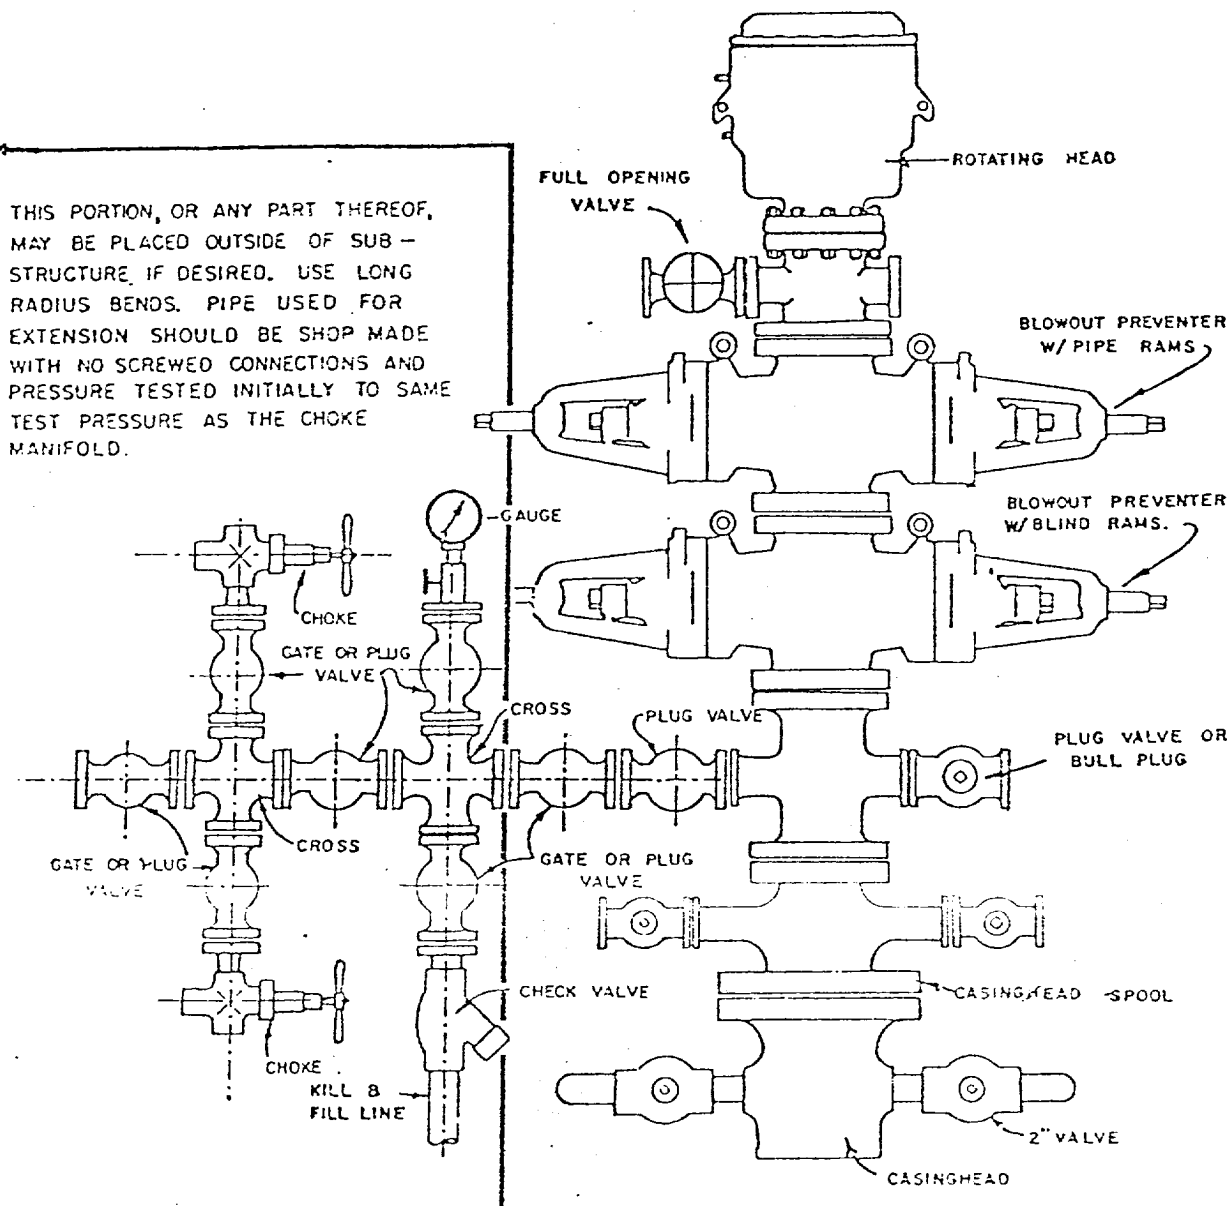 ROTATING HEAD
FULL OPENING
VALVE
THIS PORTION, OR ANY PART THEREOF,
MAY BE PLACED OUTSIDE OF SUB-
STRUCTURE IF DESIRED. USE LONG
RADIUS BENDS. PIPE USED FOR
EXTENSION SHOULD BE SHOP MADE
WITH NO SCREWED CONNECTIONS AND
PRESSURE TESTED INITIALLY TO SAME
TEST PRESSURE AS THE CHOKE
MANIFOLD.
BLOWOUT PREVENTER
W/ PIPE RAMS
BLOWOUT PREVENTER
W/BLIND RAMS.
GAUGE
CHOKE
GATE OR PLUG
VALVE
CROSS
PLUG VALVE
PLUG VALVE OR
BULL PLUG
CROSS
GATE OR PLUG
VALVE
GATE OR PLUG
VALVE
CHECK VALVE
CASINGHEAD SPOOL
CHOKE
KILL &
FILL LINE
2" VALVE
CASINGHEAD